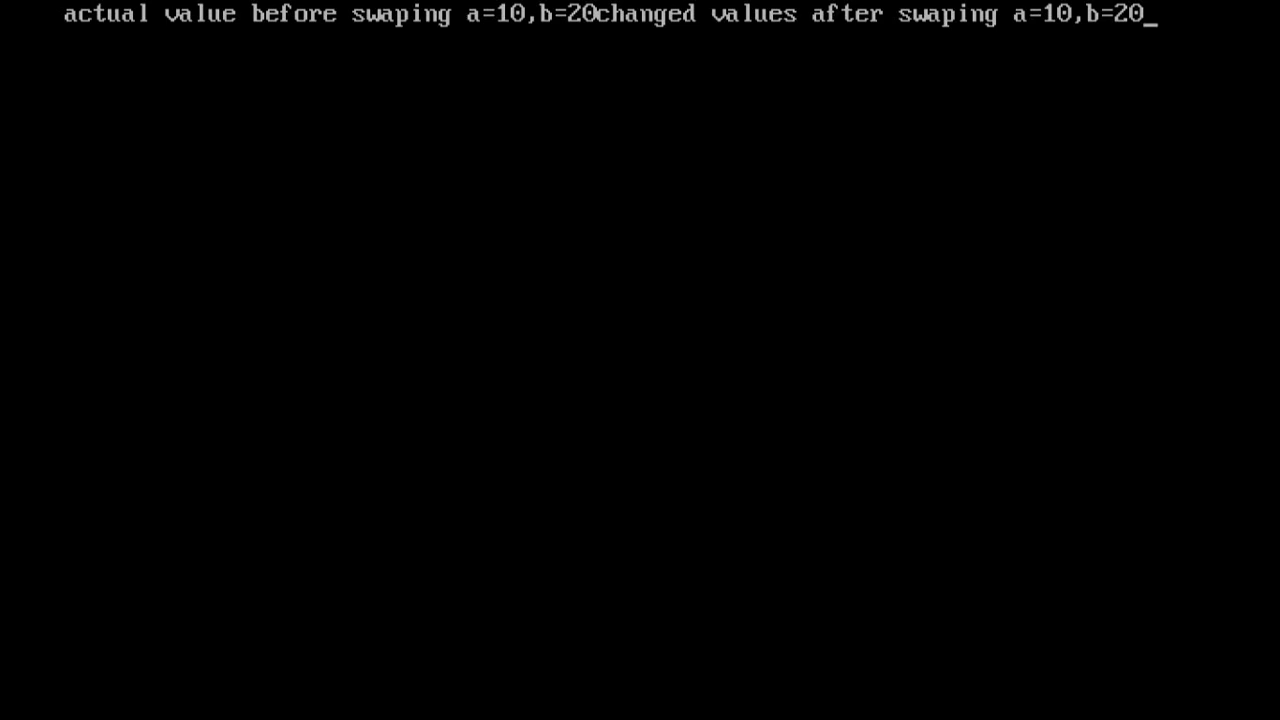 actual value before swaping a=10,b=20changed values after swaping a=10,b=20_